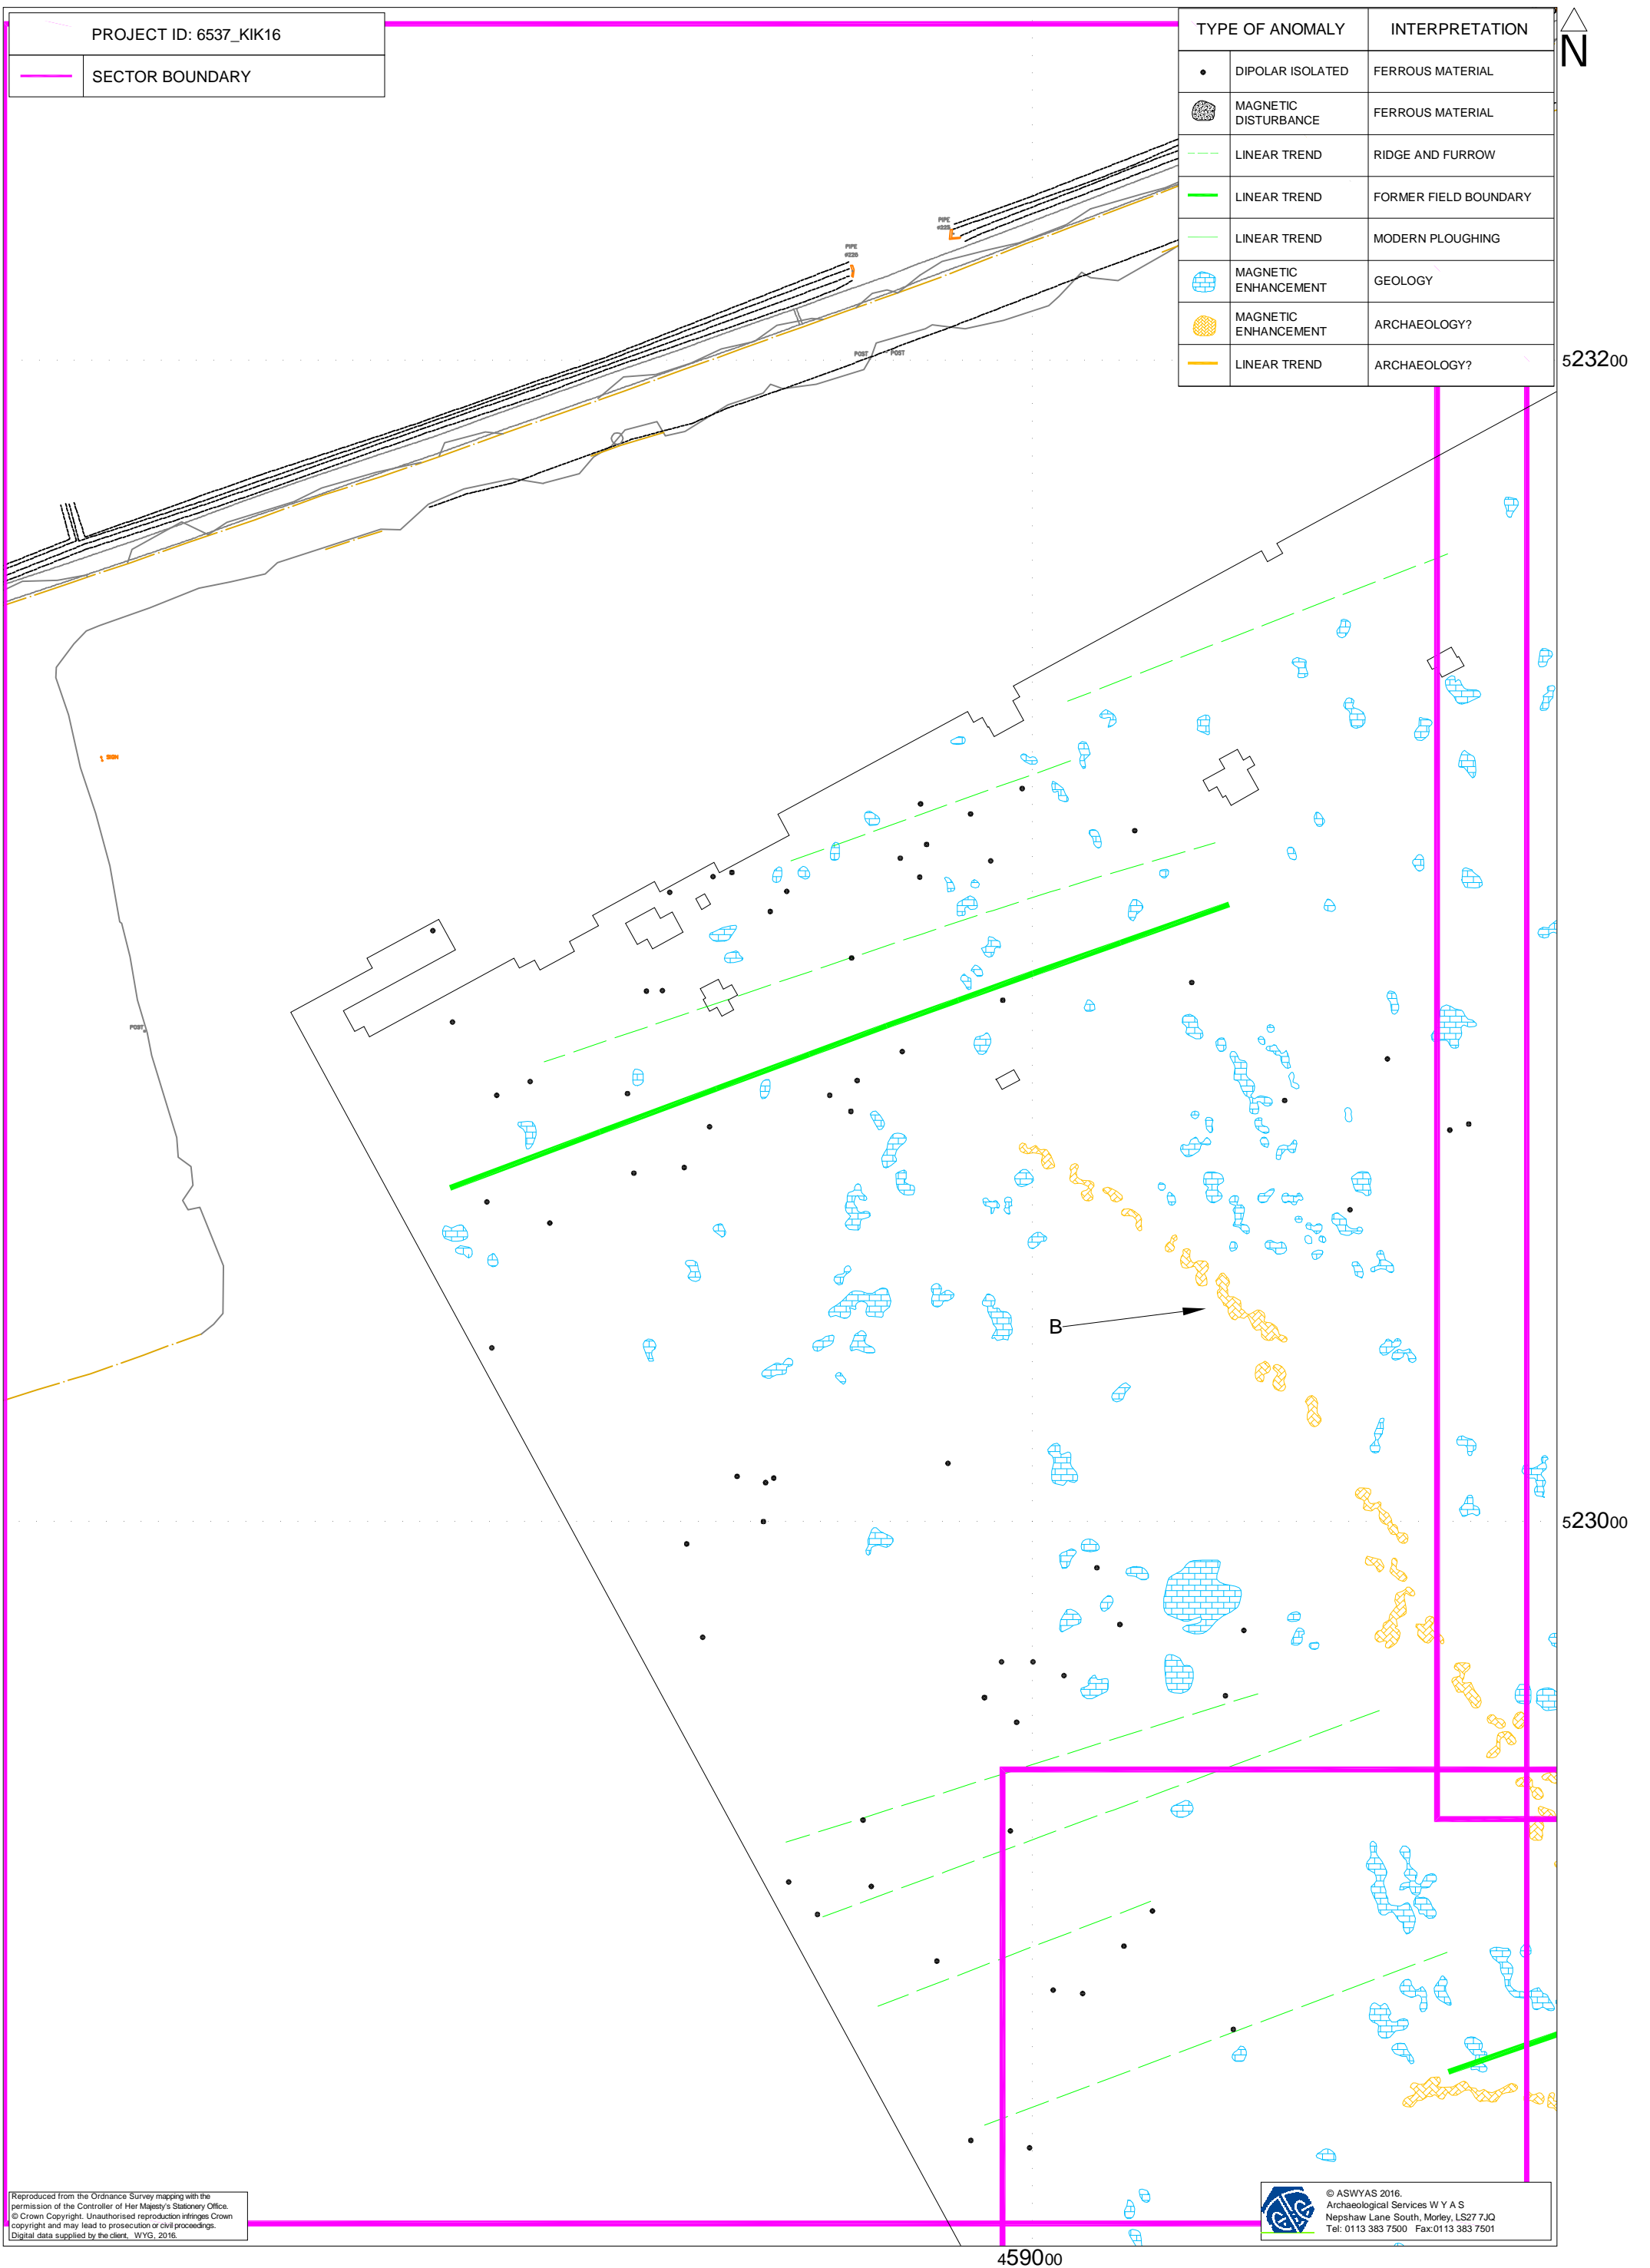 PROJECT ID: 6537_KIK16
SECTOR BOUNDARY
TYPE OF ANOMALY INTERPRETATION
N
DIPOLAR ISOLATED FERROUS MATERIAL
MAGNETIC
DISTURBANCE FERROUS MATERIAL
LINEAR TREND RIDGE AND FURROW
LINEAR TREND FORMER FIELD BOUNDARY
LINEAR TREND MODERN PLOUGHING
MAGNETIC
ENHANCEMENT GEOLOGY
MAGNETIC
ENHANCEMENT ARCHAEOLOGY?
LINEAR TREND ARCHAEOLOGY?
PIPE
PIPE
POST POST
523200
SIGN
POST
B
523000
Reproduced from the Ordnance Survey mapping with the
permission of the Controller of Her Majesty's Stationery Office.
© Crown Copyright. Unauthorised reproduction infringes Crown
copyright and may lead to prosecution or civil proceedings.
Digital data supplied by the client, WYG, 2016.
© ASWYAS 2016.
Archaeological Services W Y A S
Nepshaw Lane South, Morley, LS27 7JQ
Tel: 0113 383 7500 Fax:0113 383 7501
459000